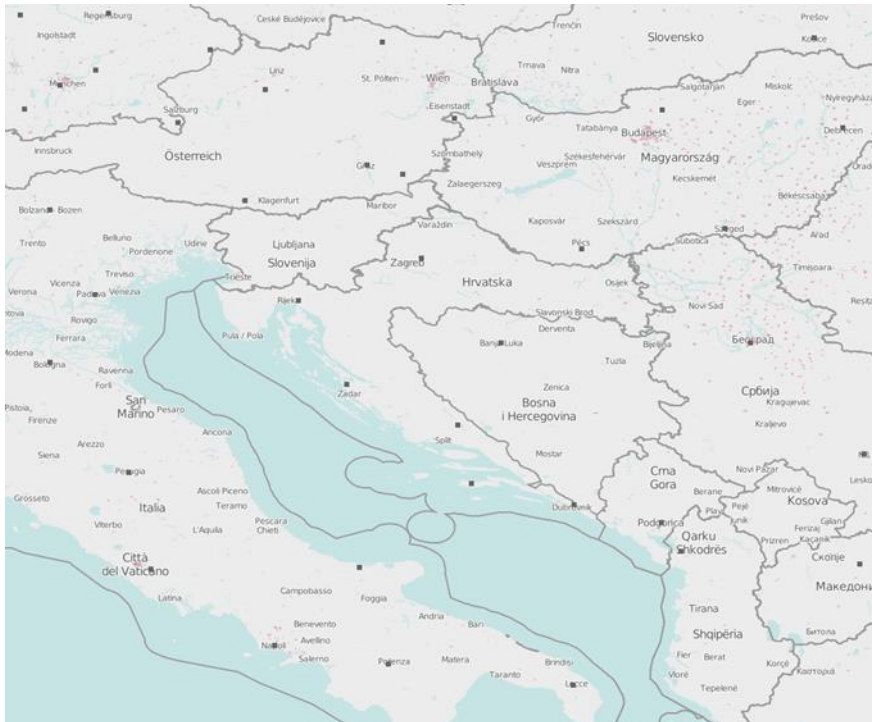 Regensburg
České Budějovice
Trenčín
Prešov
Ingolstadt
Slovensko
Košice
Linz
St. Pölten
Wien
Bratislava
Trnava
Nitra
München
Salgótarján
Miskolc
Eger
Nyíregyháza
Salzburg
Eisenstadt
Győr
Tatabánya
Budapest
Debrecen
Innsbruck
Österreich
Graz
Szombathely
Veszprém
Székesfehérvár
Magyarország
Kecskemét
Zalaegerszeg
Klagenfurt
Maribor
Békéscsaba
Bolzano - Bozen
Kaposvár
Szekszárd
Szeged
Arad
Trento
Belluno
Udine
Pordenone
Varaždin
Ljubljana
Slovenija
Zagreb
Pécs
Subotica
Timișoara
Treviso
Vicenza
Verona
Padova
Venezia
Trieste
Hrvatska
Osijek
Rijeka
Novi Sad
Rovigo
Ferrara
Pula / Pola
Slavonski Brod
Derventa
Banja Luka
Bijeljina
Београд
Modena
Bologna
Ravenna
Forlì
Tuzla
Zenica
Србија
San
Marino
Pesaro
Zadar
Bosna
i Hercegovina
Kragujevac
Kraljevo
Pistoia
Firenze
Arezzo
Siena
Ancona
Split
Mostar
Perugia
Grosseto
Ascoli Piceno
Teramo
Italia
Crna
Gora
Novi Pazar
Mitrovicë
Kosova
Berane
Pejë
Dubrovnik
Viterbo
L'Aquila
Pescara
Chieti
Podgorica
Junik
Gjilan
Ferizaj
Kaçanik
Prizren
Qarku
i Shkodrës
Città
del Vaticano
Latina
Campobasso
Foggia
Скопје
Tirana
Shqipëria
Benevento
Avellino
Napoli
Salerno
Andria
Bari
Битола
Potenza
Matera
Taranto
Brindisi
Lecce
Fier
Berat
Korçë
Καστοριά
Vlorë
Tepelenë